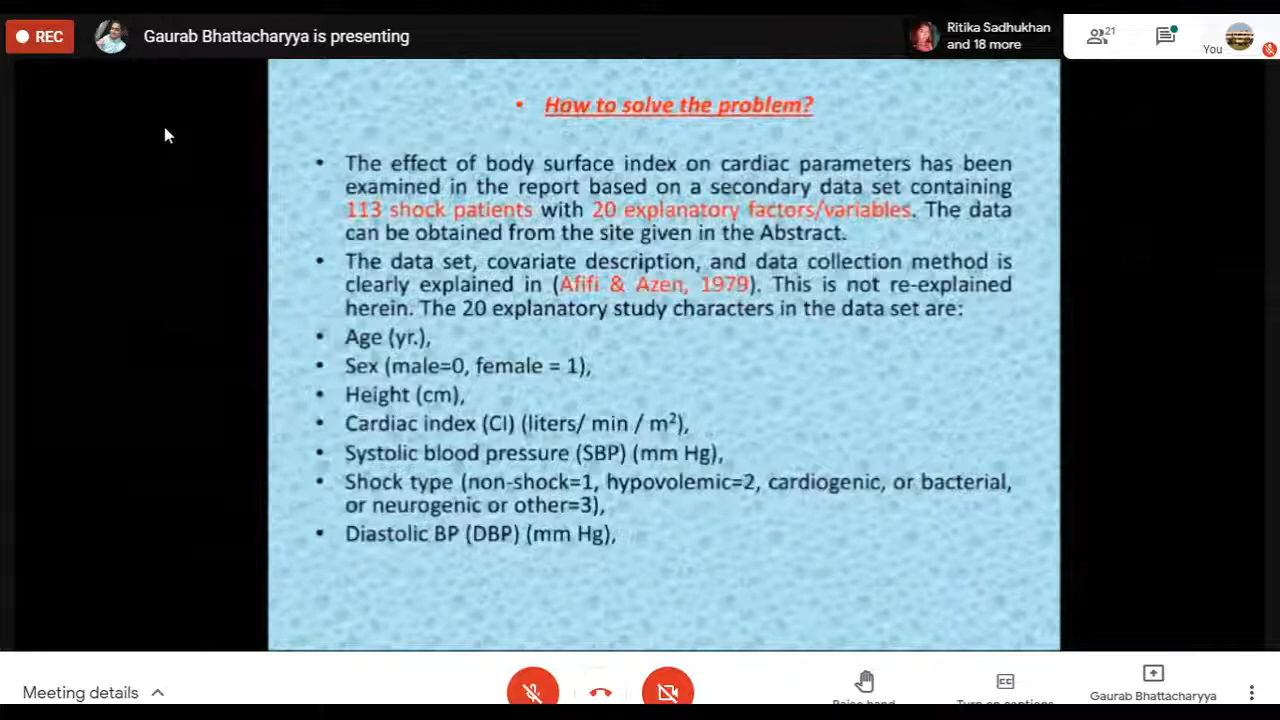 REC
Gaurab Bhattacharyya is presenting
Ritika Sadhukhan
and 18 more
21
You
• How to solve the problem?
• The effect of body surface index on cardiac parameters has been
examined in the report based on a secondary data set containing
113 shock patients with 20 explanatory factors/variables. The data
can be obtained from the site given in the Abstract.
• The data set, covariate description, and data collection method is
clearly explained in (Afifi & Azen, 1979). This is not re-explained
herein. The 20 explanatory study characters in the data set are:
• Age (yr.),
• Sex (male=0, female = 1),
• Height (cm),
• Cardiac index (CI) (liters/ min / m²),
• Systolic blood pressure (SBP) (mm Hg),
• Shock type (non-shock=1, hypovolemic=2, cardiogenic, or bacterial,
or neurogenic or other=3),
• Diastolic BP (DBP) (mm Hg),
Meeting details
Raise hand
CC
Turn on captions
Gaurab Bhattacharyya